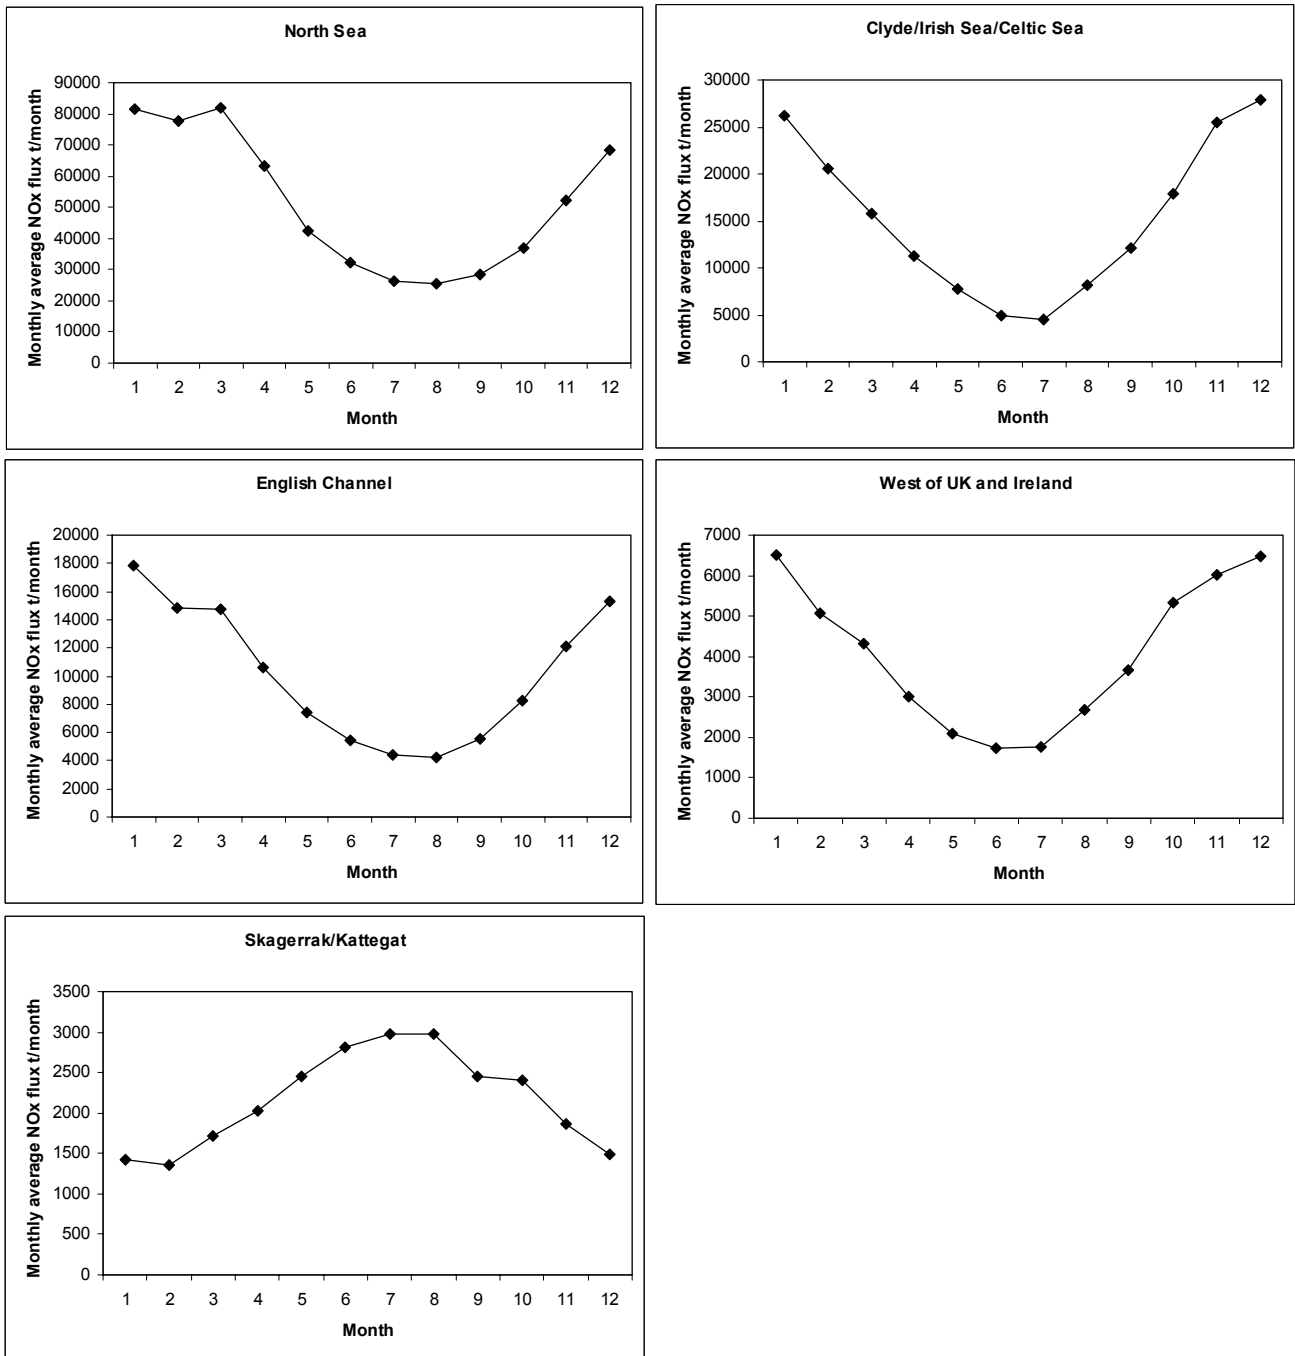 North Sea
Monthly average NOx flux t/month
90000
80000
70000
60000
50000
40000
30000
20000
10000
0
1 2 3 4 5 6 7 8 9 10 11 12
Month
Clyde/Irish Sea/Celtic Sea
Monthly average NOx flux t/month
30000
25000
20000
15000
10000
5000
0
1 2 3 4 5 6 7 8 9 10 11 12
Month
English Channel
Monthly average NOx flux t/month
20000
18000
16000
14000
12000
10000
8000
6000
4000
2000
0
1 2 3 4 5 6 7 8 9 10 11 12
Month
West of UK and Ireland
Monthly average NOx flux t/month
7000
6000
5000
4000
3000
2000
1000
0
1 2 3 4 5 6 7 8 9 10 11 12
Month
Skagerrak/Kattegat
Monthly average NOx flux t/month
3500
3000
2500
2000
1500
1000
500
0
1 2 3 4 5 6 7 8 9 10 11 12
Month